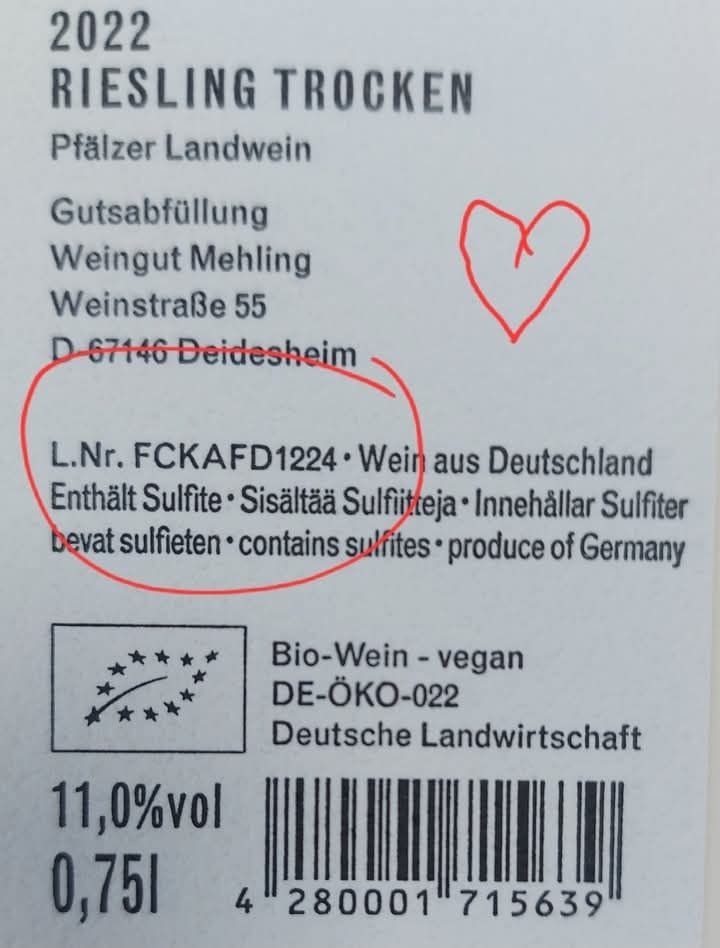 2022
RIESLING TROCKEN
Pfälzer Landwein
Gutsabfüllung
Weingut Mehling
Weinstraße 55
D-67146 Deidesheim
L.Nr. FCKAFD1224 • Wein aus Deutschland
Enthält Sulfite • Sisältää Sulfiitteja • Innehållar Sulfiter
bevat sulfieten • contains sulfites • produce of Germany
Bio-Wein - vegan
DE-ÖKO-022
Deutsche Landwirtschaft
11,0%vol
0,75l
4 280001 715639